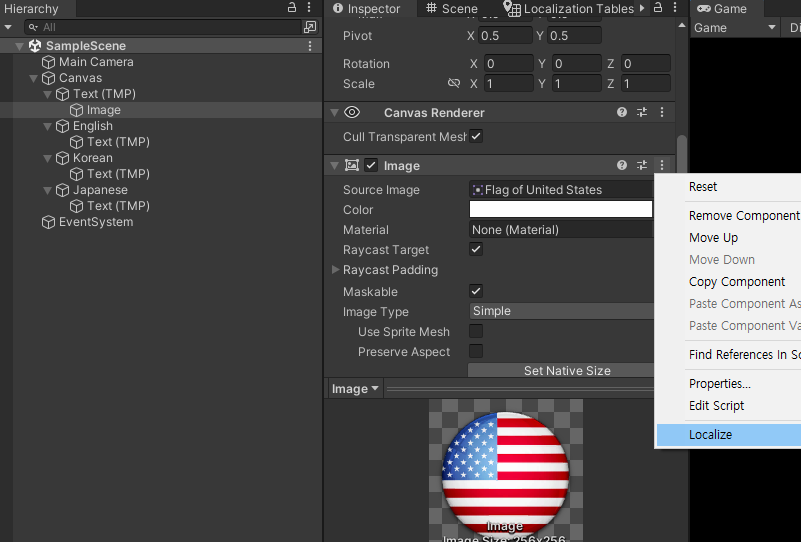 Hierarchy
All
SampleScene
Main Camera
Canvas
Text (TMP)
Image
English
Text (TMP)
Korean
Text (TMP)
Japanese
Text (TMP)
EventSystem
Inspector
Scene
Localization Tables
Pivot X 0.5 Y 0.5
Rotation X 0 Y 0 Z 0
Scale X 1 Y 1 Z 1
Canvas Renderer
Cull Transparent Mesh
Image
Source Image Flag of United States
Color
Material None (Material)
Raycast Target
Raycast Padding
Maskable
Image Type Simple
Use Sprite Mesh
Preserve Aspect
Set Native Size
Image
Image
Image Size: 256x256
Game
Game Di
Reset
Remove Component
Move Up
Move Down
Copy Component
Paste Component As
Paste Component Va
Find References In Sc
Properties...
Edit Script
Localize